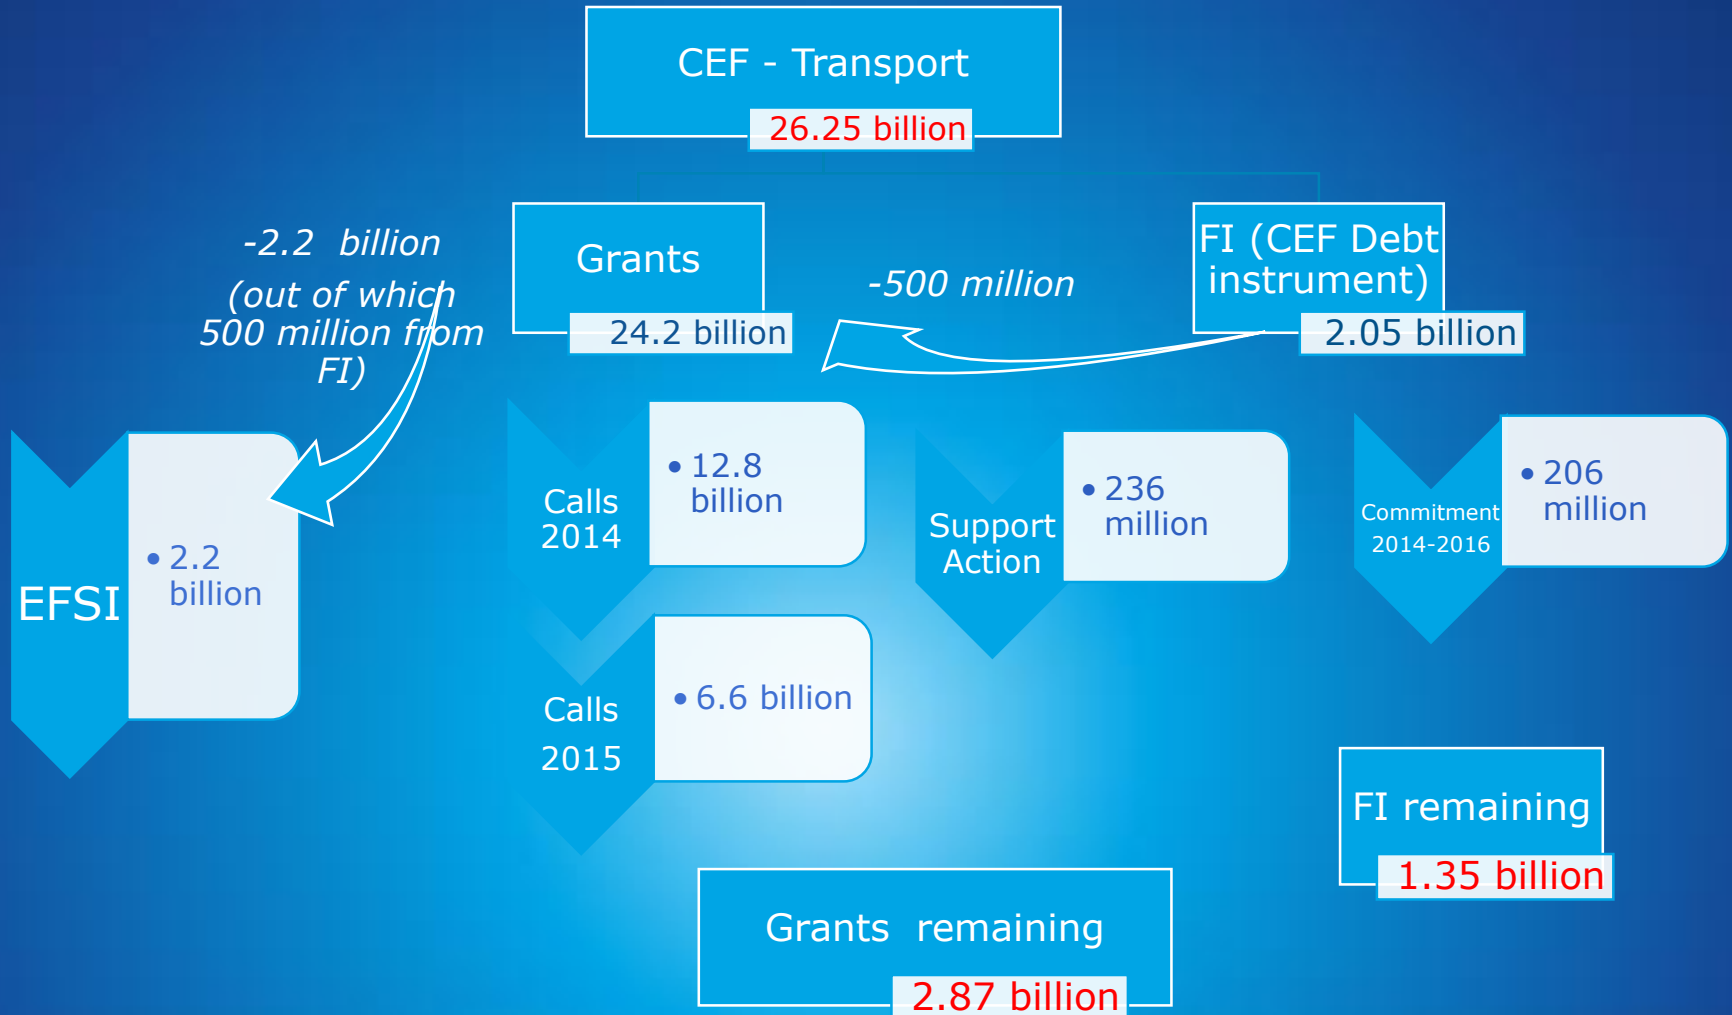 CEF - Transport
26.25 billion
-2.2 billion
(out of which
500 million from
FI)
Grants
24.2 billion
-500 million
FI (CEF Debt
instrument)
2.05 billion
EFSI
• 2.2
billion
Calls
2014
• 12.8
billion
Support
Action
• 236
million
Commitment
2014-2016
• 206
million
Calls
2015
• 6.6 billion
FI remaining
1.35 billion
Grants remaining
2.87 billion